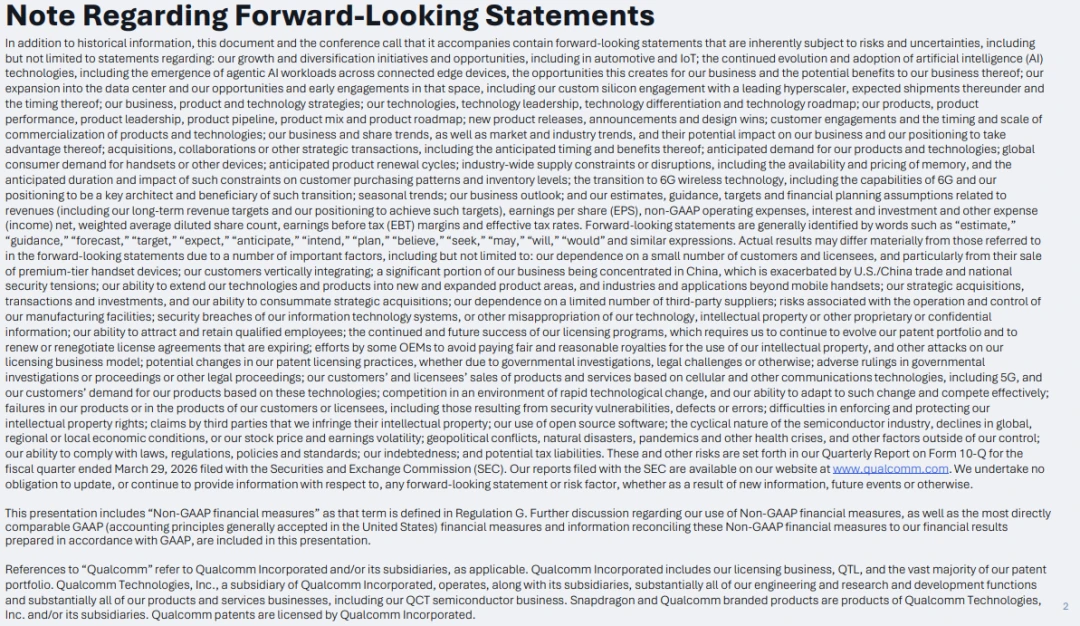 Note Regarding Forward-Looking Statements
In addition to historical information, this document and the conference call that it accompanies contain forward-looking statements that are inherently subject to risks and uncertainties, including
but not limited to statements regarding: our growth and diversification initiatives and opportunities, including in automotive and IoT; the continued evolution and adoption of artificial intelligence (AI)
technologies, including the emergence of agentic AI workloads across connected edge devices, the opportunities this creates for our business and the potential benefits to our business thereof; our
expansion into the data center and our opportunities and early engagements in that space, including our custom silicon engagement with a leading hyperscaler, expected shipments thereunder and
the timing thereof; our business, product and technology strategies; our technologies, technology leadership, technology differentiation and technology roadmap; our products, product
performance, product leadership, product pipeline, product mix and product roadmap; new product releases, announcements and design wins; customer engagements and the timing and scale of
commercialization of products and technologies; our business and share trends, as well as market and industry trends, and their potential impact on our business and our positioning to take
advantage thereof; acquisitions, collaborations or other strategic transactions, including the anticipated timing and benefits thereof; anticipated demand for our products and technologies; global
consumer demand for handsets or other devices; anticipated product renewal cycles; industry-wide supply constraints or disruptions, including the availability and pricing of memory, and the
anticipated duration and impact of such constraints on customer purchasing patterns and inventory levels; the transition to 6G wireless technology, including the capabilities of 6G and our
positioning to be a key architect and beneficiary of such transition; seasonal trends; our business outlook; and our estimates, guidance, targets and financial planning assumptions related to
revenues (including our long-term revenue targets and our positioning to achieve such targets), earnings per share (EPS), non-GAAP operating expenses, interest and investment and other expense
(income) net, weighted average diluted share count, earnings before tax (EBT) margins and effective tax rates. Forward-looking statements are generally identified by words such as “estimate,”
“guidance,” “forecast,” “target,” “expect,” “anticipate,” “intend,” “plan,” “believe,” “seek,” “may,” “will,” “would” and similar expressions. Actual results may differ materially from those referred to
in the forward-looking statements due to a number of important factors, including but not limited to: our dependence on a small number of customers and licensees, and particularly from their sale
of premium-tier handset devices; our customers vertically integrating; a significant portion of our business being concentrated in China, which is exacerbated by U.S./China trade and national
security tensions; our ability to extend our technologies and products into new and expanded product areas, and industries and applications beyond mobile handsets; our strategic acquisitions,
transactions and investments, and our ability to consummate strategic acquisitions; our dependence on a limited number of third-party suppliers; risks associated with the operation and control of
our manufacturing facilities; security breaches of our information technology systems, or other misappropriation of our technology, intellectual property or other proprietary or confidential
information; our ability to attract and retain qualified employees; the continued and future success of our licensing programs, which requires us to continue to evolve our patent portfolio and to
renew or renegotiate license agreements that are expiring; efforts by some OEMs to avoid paying fair and reasonable royalties for the use of our intellectual property, and other attacks on our
licensing business model; potential changes in our patent licensing practices, whether due to governmental investigations, legal challenges or otherwise; adverse rulings in governmental
investigations or proceedings or other legal proceedings; our customers’ and licensees’ sales of products and services based on cellular and other communications technologies, including 5G, and
our customers’ demand for our products based on these technologies; competition in an environment of rapid technological change, and our ability to adapt to such change and compete effectively;
failures in our products or in the products of our customers or licensees, including those resulting from security vulnerabilities, defects or errors; difficulties in enforcing and protecting our
intellectual property rights; claims by third parties that we infringe their intellectual property; our use of open source software; the cyclical nature of the semiconductor industry, declines in global,
regional or local economic conditions, or our stock price and earnings volatility; geopolitical conflicts, natural disasters, pandemics and other health crises, and other factors outside of our control;
our ability to comply with laws, regulations, policies and standards; our indebtedness; and potential tax liabilities. These and other risks are set forth in our Quarterly Report on Form 10-Q for the
fiscal quarter ended March 29, 2026 filed with the Securities and Exchange Commission (SEC). Our reports filed with the SEC are available on our website at www.qualcomm.com. We undertake no
obligation to update, or continue to provide information with respect to, any forward-looking statement or risk factor, whether as a result of new information, future events or otherwise.
This presentation includes “Non-GAAP financial measures” as that term is defined in Regulation G. Further discussion regarding our use of Non-GAAP financial measures, as well as the most directly
comparable GAAP (accounting principles generally accepted in the United States) financial measures and information reconciling these Non-GAAP financial measures to our financial results
prepared in accordance with GAAP, are included in this presentation.
References to “Qualcomm” refer to Qualcomm Incorporated and/or its subsidiaries, as applicable. Qualcomm Incorporated includes our licensing business, QTL, and the vast majority of our patent
portfolio. Qualcomm Technologies, Inc., a subsidiary of Qualcomm Incorporated, operates, along with its subsidiaries, substantially all of our engineering and research and development functions
and substantially all of our products and services businesses, including our QCT semiconductor business. Snapdragon and Qualcomm branded products are products of Qualcomm Technologies,
Inc. and/or its subsidiaries. Qualcomm patents are licensed by Qualcomm Incorporated.
2